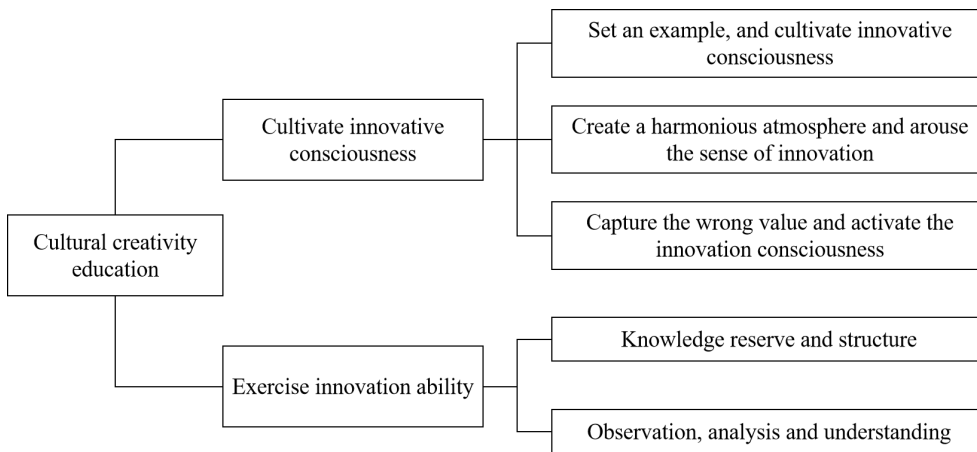 Set an example, and cultivate innovative
consciousness
Cultivate innovative
consciousness
Create a harmonious atmosphere and arouse
the sense of innovation
Capture the wrong value and activate the
innovation consciousness
Cultural creativity
education
Knowledge reserve and structure
Exercise innovation ability
Observation, analysis and understanding